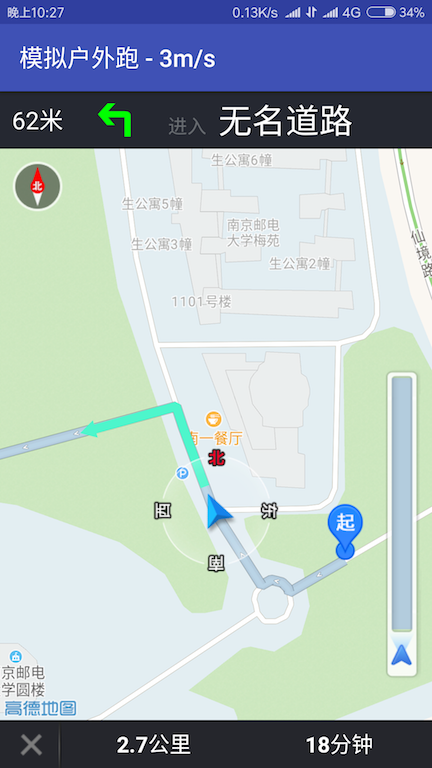 晚上10:27
0.13K/s
4G
34%
模拟户外跑 - 3m/s
62米
进入 无名道路
北
生公寓6幢
生公寓5幢
南京邮电
大学梅苑
生公寓3幢
生公寓2幢
仙境路
1101号楼
南一餐厅
北
P
西
东
南
起
京邮电
学圆楼
高德地图
2.7公里
18分钟